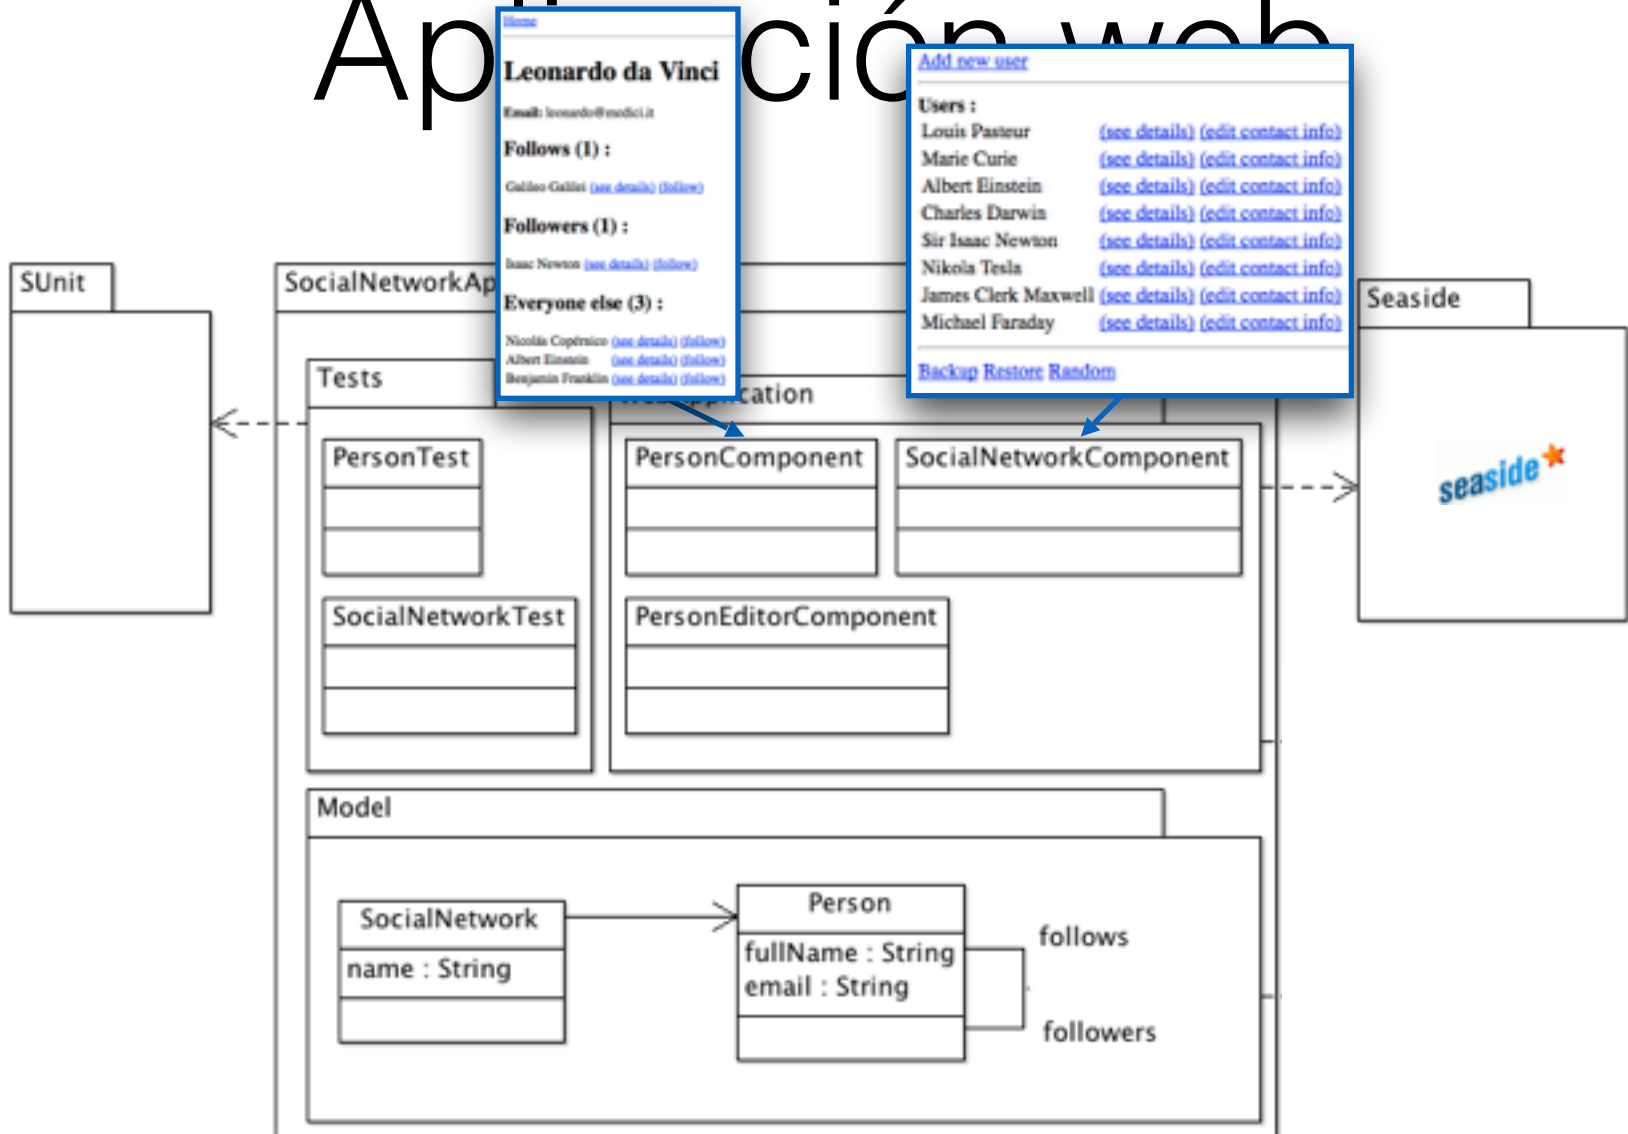 Ap ción web
Home
Leonardo da Vinci
Email: leonardo@medici.it
Follows (1) :
Galileo Galilei (see details) (follow)
Followers (1) :
Isaac Newton (see details) (follow)
Everyone else (3) :
Nicolás Copérnico (see details) (follow)
Albert Einstein (see details) (follow)
Benjamin Franklin (see details) (follow)
Add new user
Users :
Louis Pasteur (see details) (edit contact info)
Marie Curie (see details) (edit contact info)
Albert Einstein (see details) (edit contact info)
Charles Darwin (see details) (edit contact info)
Sir Isaac Newton (see details) (edit contact info)
Nikola Tesla (see details) (edit contact info)
James Clerk Maxwell (see details) (edit contact info)
Michael Faraday (see details) (edit contact info)
Backup Restore Random
SUnit
SocialNetworkAp
Seaside
seaside
Tests
PersonTest
SocialNetworkTest
cation
PersonComponent
SocialNetworkComponent
PersonEditorComponent
Model
SocialNetwork
name : String
Person
fullName : String
email : String
follows
followers